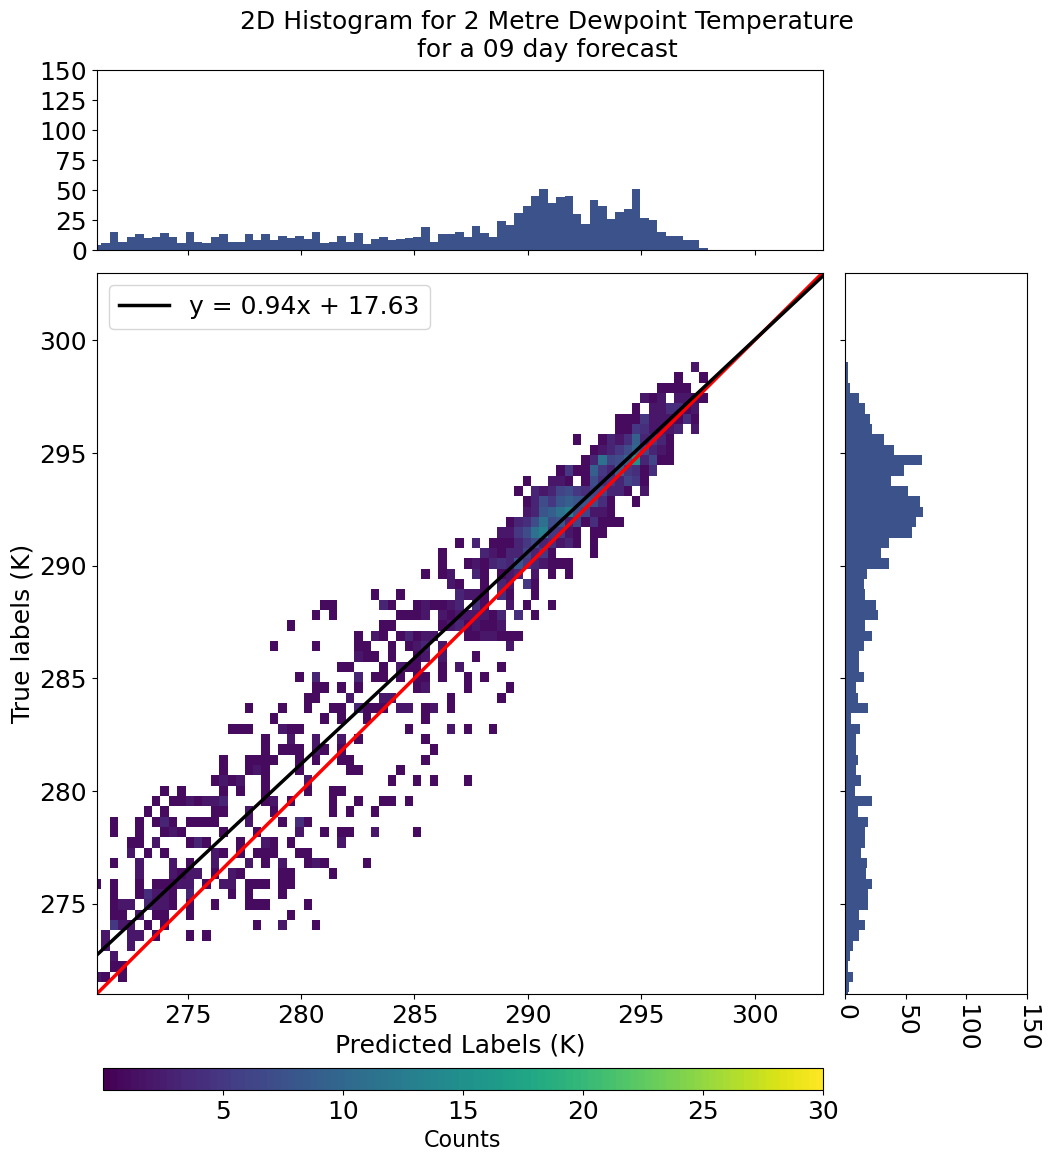 2D Histogram for 2 Metre Dewpoint Temperature
for a 09 day forecast
150
125
100
75
50
25
0
y = 0.94x + 17.63
300
295
290
285
280
275
True labels (K)
275 280 285 290 295 300
Predicted Labels (K)
0 50 100 150
5 10 15 20 25 30
Counts